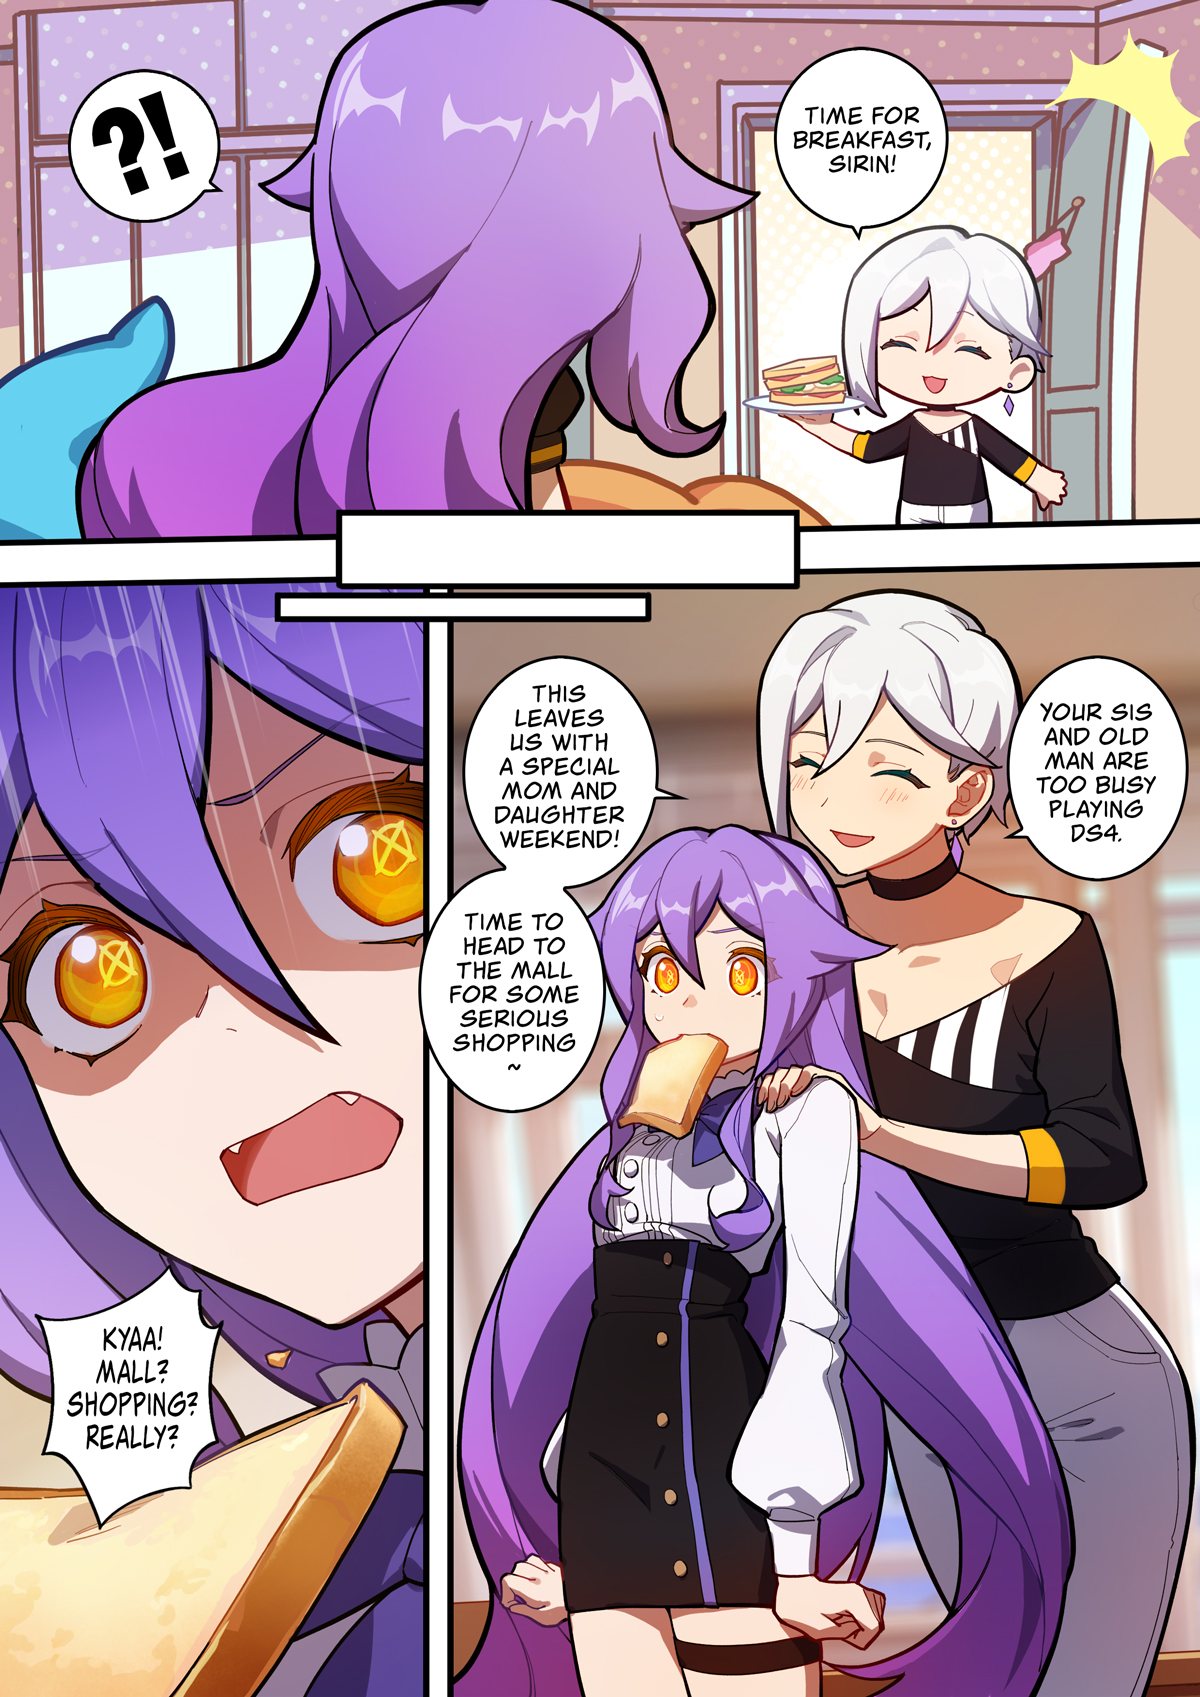 ?!
TIME FOR
BREAKFAST,
SIRIN!
YOUR SIS
AND OLD
MAN ARE
TOO BUSY
PLAYING
DS4.
THIS
LEAVES
US WITH
A SPECIAL
MOM AND
DAUGHTER
WEEKEND!
TIME TO
HEAD TO
THE MALL
FOR SOME
SERIOUS
SHOPPING
~
KYAA!
MALL?
SHOPPING?
REALLY?